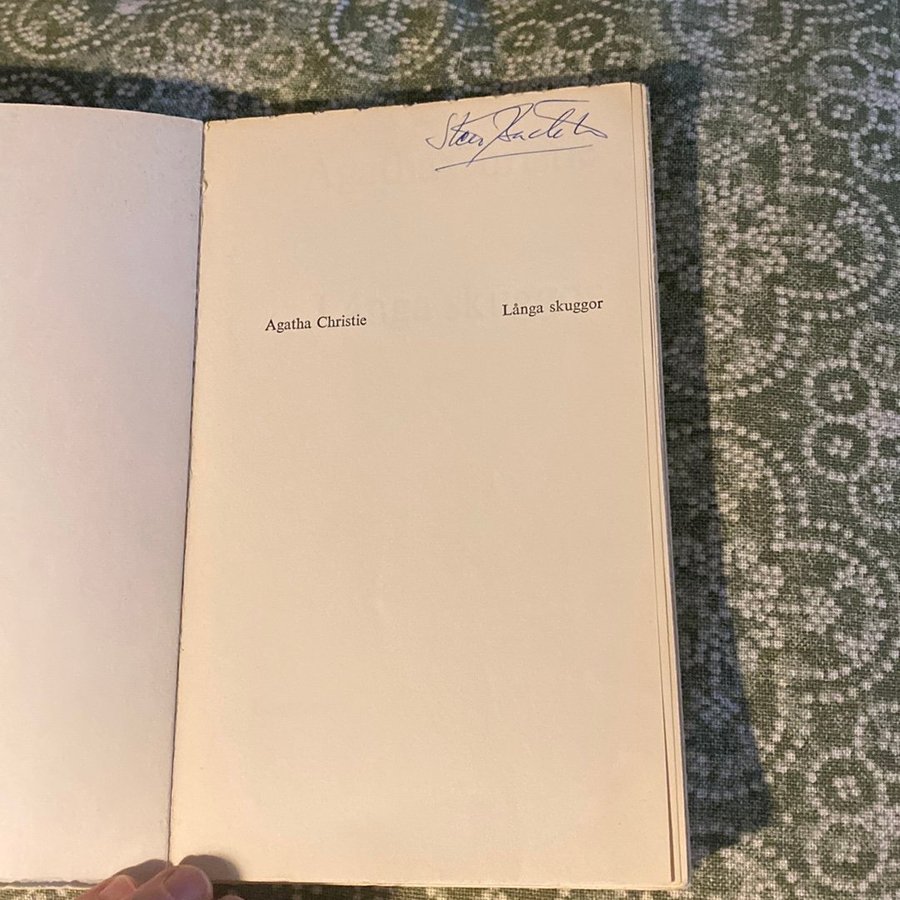 Agatha Christie
Långa skuggor